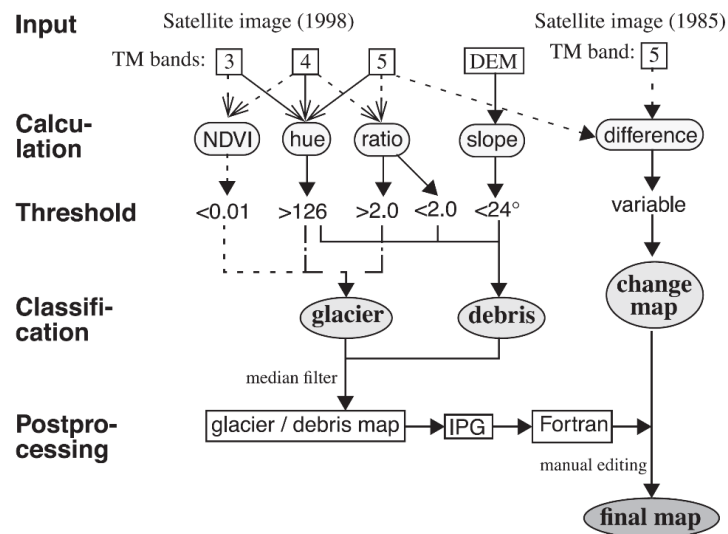 Input
Satellite image (1998)
Satellite image (1985)
TM bands: 3 4 5
DEM
TM band: 5
Calcu-
lation
NDVI
hue
ratio
slope
difference
Threshold
<0.01
>126
>2.0
<2.0
<24°
variable
Classifi-
cation
glacier
debris
change
map
median filter
Postpro-
cessing
glacier / debris map
IPG
Fortran
manual editing
final map